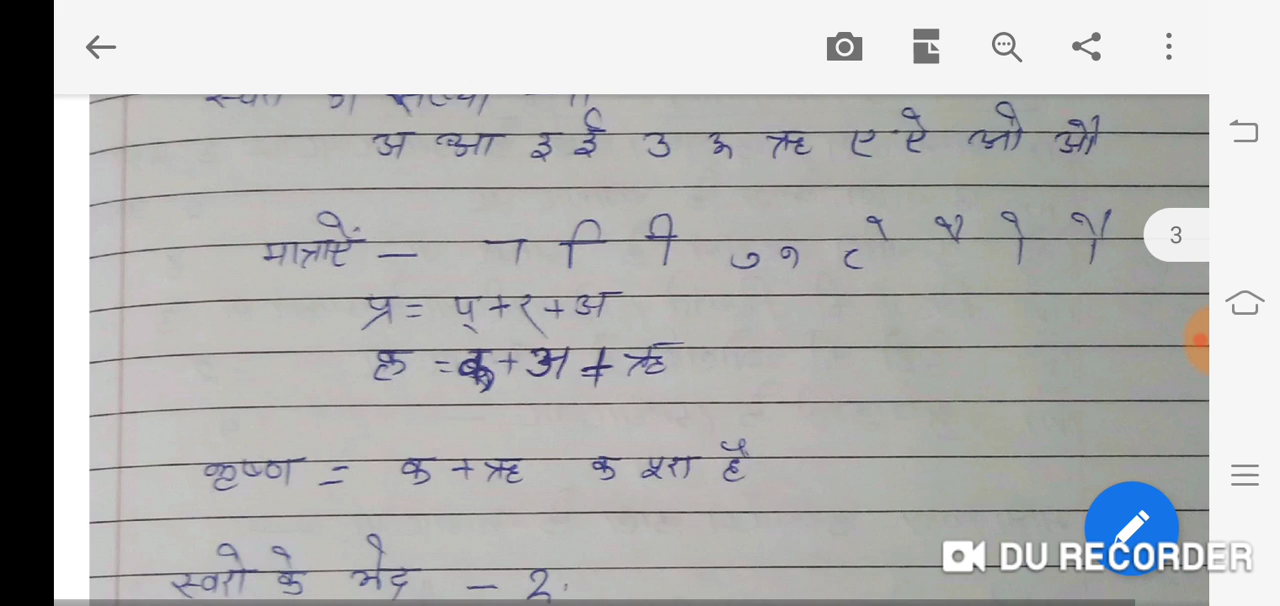 अ आ इ ई उ ऊ ऋ ए ऐ ओ औ
मात्राऐं – ा ि ी ु ू ृ े ै ो ौ
प्र = प् + र् + अ
कृ = क + अ + ऋ
कृष्ण = क + ऋ क है
स्वरो के भेद – 2.
3
DU RECORDER